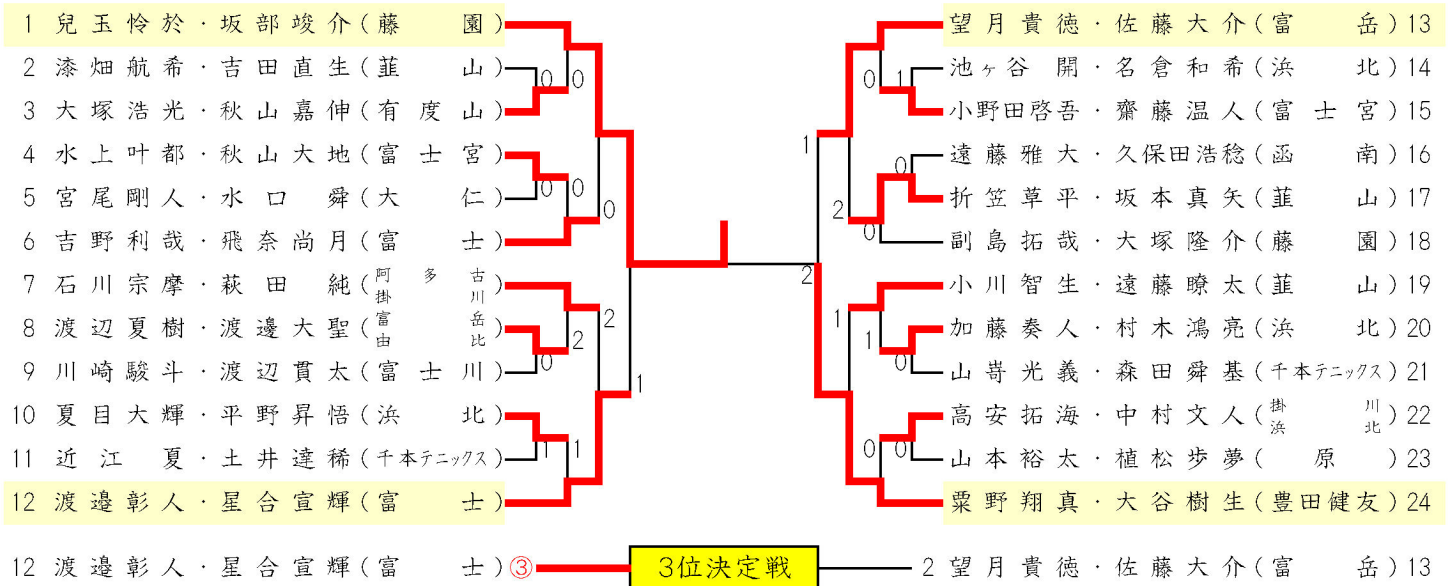 1 兒玉怜於・坂部竣介(藤園)
2 漆畑航希・吉田直生(韮山)
3 大塚浩光・秋山嘉伸(有度山)
4 水上叶都・秋山大地(富士宮)
5 宮尾剛人・水口舜(大仁)
6 吉野利哉・飛奈尚月(富士)
7 石川宗摩・萩田純(阿多古 掛川)
8 渡辺夏樹・渡邊大聖(富岳 由比)
9 川崎駿斗・渡辺貫太(富士川)
10 夏目大輝・平野昇悟(浜北)
11 近江夏・土井達稀(千本テニックス)
12 渡邉彰人・星合宣輝(富士)
0 0
0 0
0
2 2
0
1 1
1
望月貴徳・佐藤大介(富岳)13
池ヶ谷開・名倉和希(浜北)14
小野田啓吾・齋藤温人(富士宮)15
遠藤雅大・久保田浩稔(函南)16
折笠草平・坂本真矢(韮山)17
副島拓哉・大塚隆介(藤園)18
小川智生・遠藤瞭太(韮山)19
加藤奏人・村木鴻亮(浜北)20
山嵜光義・森田舜基(千本テニックス)21
高安拓海・中村文人(掛川 浜北)22
山本裕太・植松歩夢(原)23
粟野翔真・大谷樹生(豊田健友)24
0 1
1
0
2
0
2
1
1
0
0 0
12 渡邉彰人・星合宣輝(富士)③ 3位決定戦 2 望月貴徳・佐藤大介(富岳)13